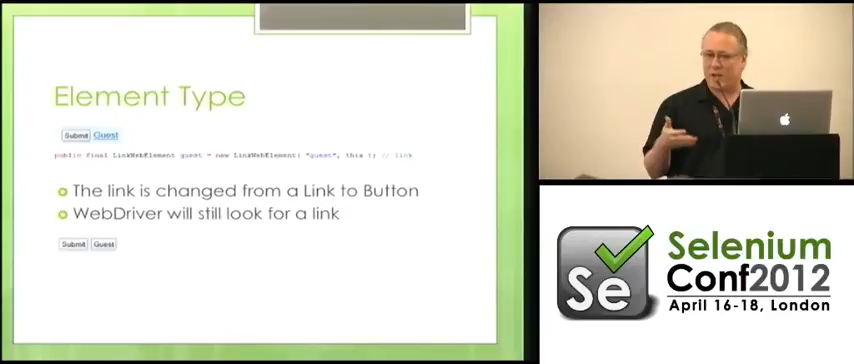 Element Type
Submit Guest
public final LinkWebElement guest = new LinkWebElement( "guest", this ); // link
The link is changed from a Link to Button
WebDriver will still look for a link
Submit Guest
Se
Selenium
Conf2012
April 16-18, London